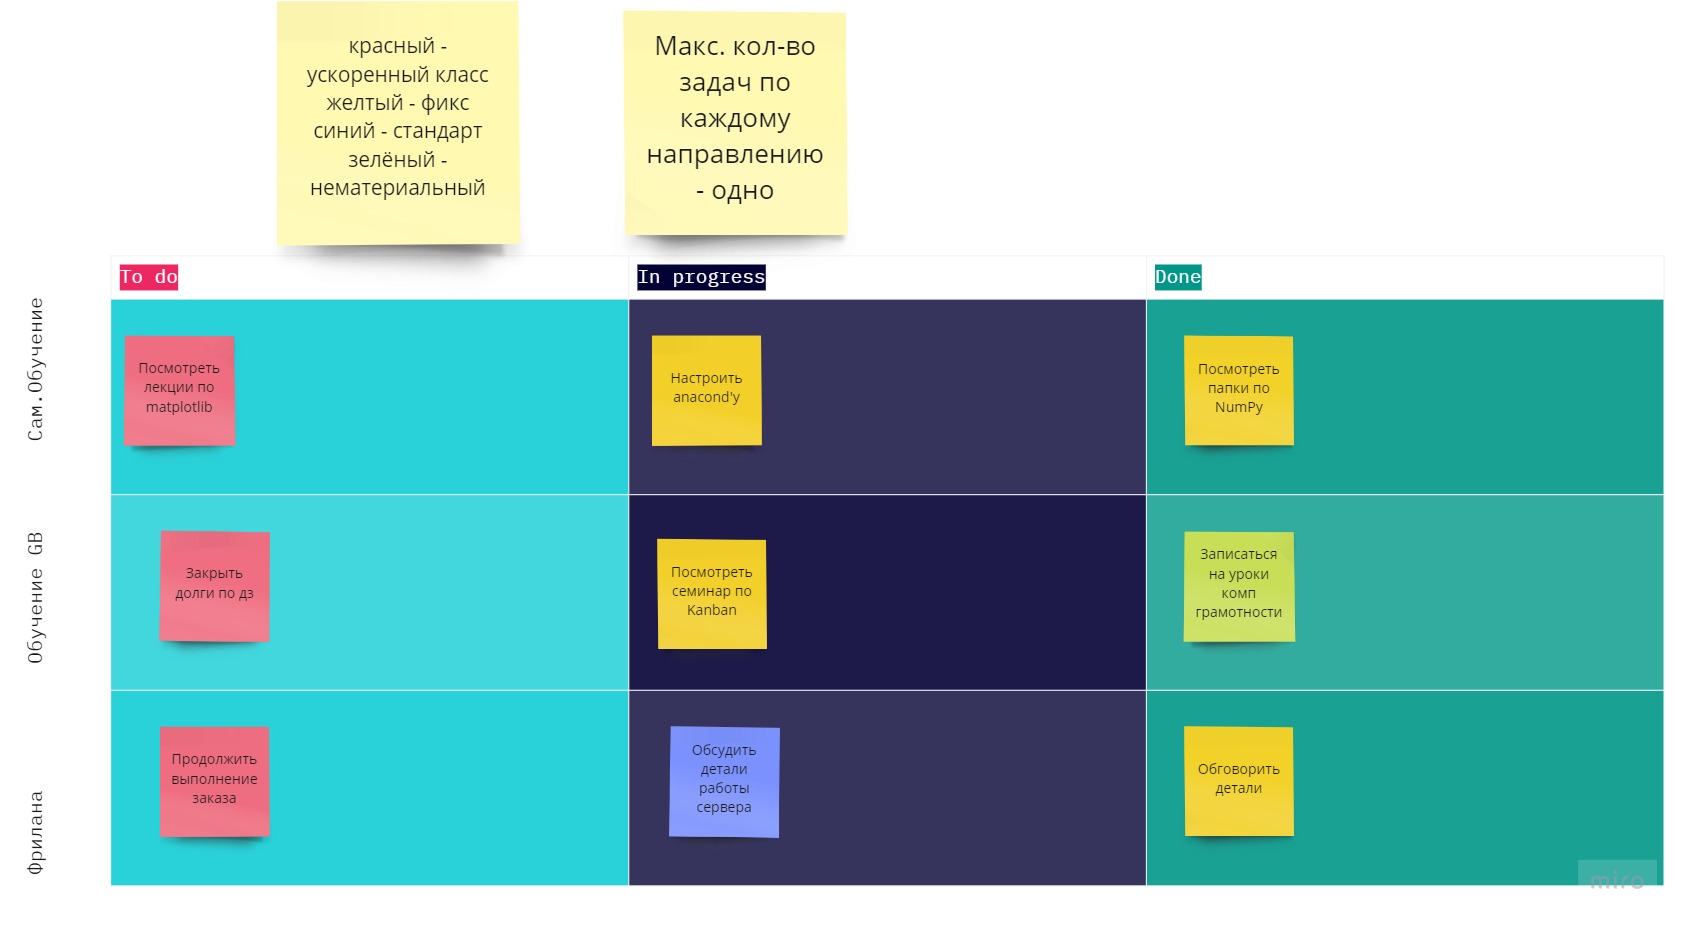 красный -
ускоренный класс
желтый - фикс
синий - стандарт
зелёный -
нематериальный
Макс. кол-во
задач по
каждому
направлению
- одно
To do
In progress
Done
Сам.Обучение
Посмотреть
лекции по
matplotlib
Настроить
anacond'у
Посмотреть
папки по
NumPy
Обучение GB
Закрыть
долги по дз
Посмотреть
семинар по
Kanban
Записаться
на уроки
комп
грамотности
Фрилана
Продолжить
выполнение
заказа
Обсудить
детали
работы
сервера
Обговорить
детали
miro